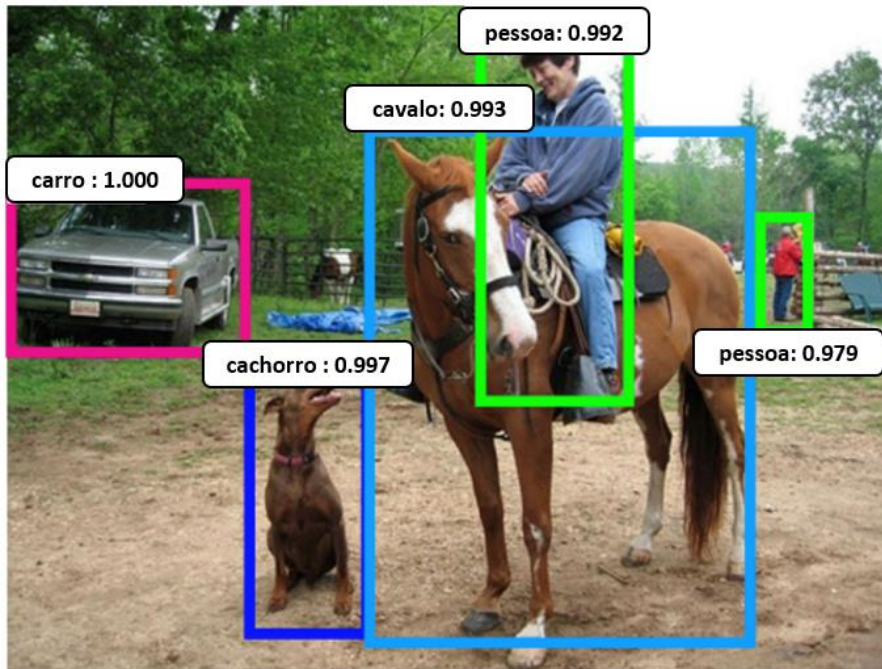 pessoa: 0.992
cavalo: 0.993
carro : 1.000
cachorro : 0.997
pessoa: 0.979